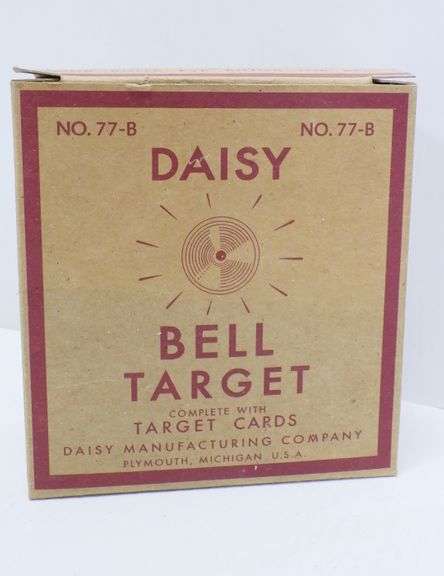 NO. 77-B NO. 77-B
DAISY
BELL
TARGET
COMPLETE WITH
TARGET CARDS
DAISY MANUFACTURING COMPANY
PLYMOUTH, MICHIGAN U.S.A.